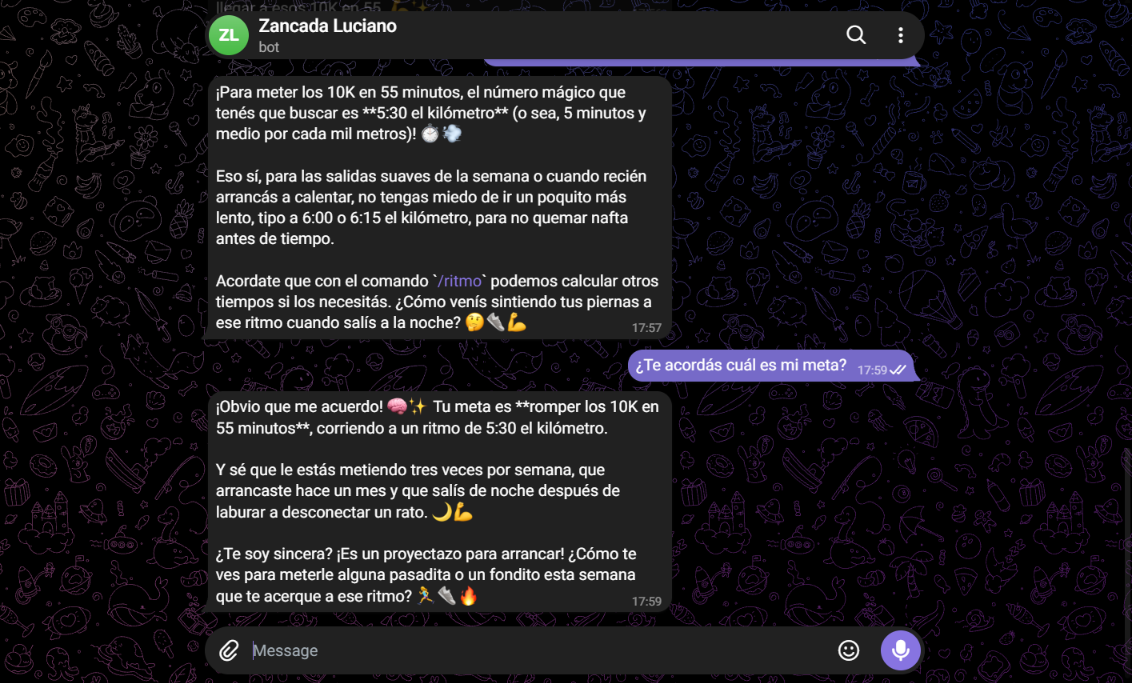 llegar a esos 10K en 55 💪✨
ZL
Zancada Luciano
bot
¡Para meter los 10K en 55 minutos, el número mágico que
tenés que buscar es **5:30 el kilómetro** (o sea, 5 minutos y
medio por cada mil metros)! ⏱️💨
Eso sí, para las salidas suaves de la semana o cuando recién
arrancás a calentar, no tengas miedo de ir un poquito más
lento, tipo a 6:00 o 6:15 el kilómetro, para no quemar nafta
antes de tiempo.
Acordate que con el comando `/ritmo` podemos calcular otros
tiempos si los necesitás. ¿Cómo venís sintiendo tus piernas a
ese ritmo cuando salís a la noche? 🤔👟💪
17:57
¿Te acordás cuál es mi meta?
17:59
¡Obvio que me acuerdo! 🧠✨ Tu meta es **romper los 10K en
55 minutos**, corriendo a un ritmo de 5:30 el kilómetro.
Y sé que le estás metiendo tres veces por semana, que
arrancaste hace un mes y que salís de noche después de
laburar a desconectar un rato. 🌙💪
¿Te soy sincera? ¡Es un proyectazo para arrancar! ¿Cómo te
ves para meterle alguna pasadita o un fondito esta semana
que te acerque a ese ritmo? 🏃‍♀️👟🔥
17:59
Message